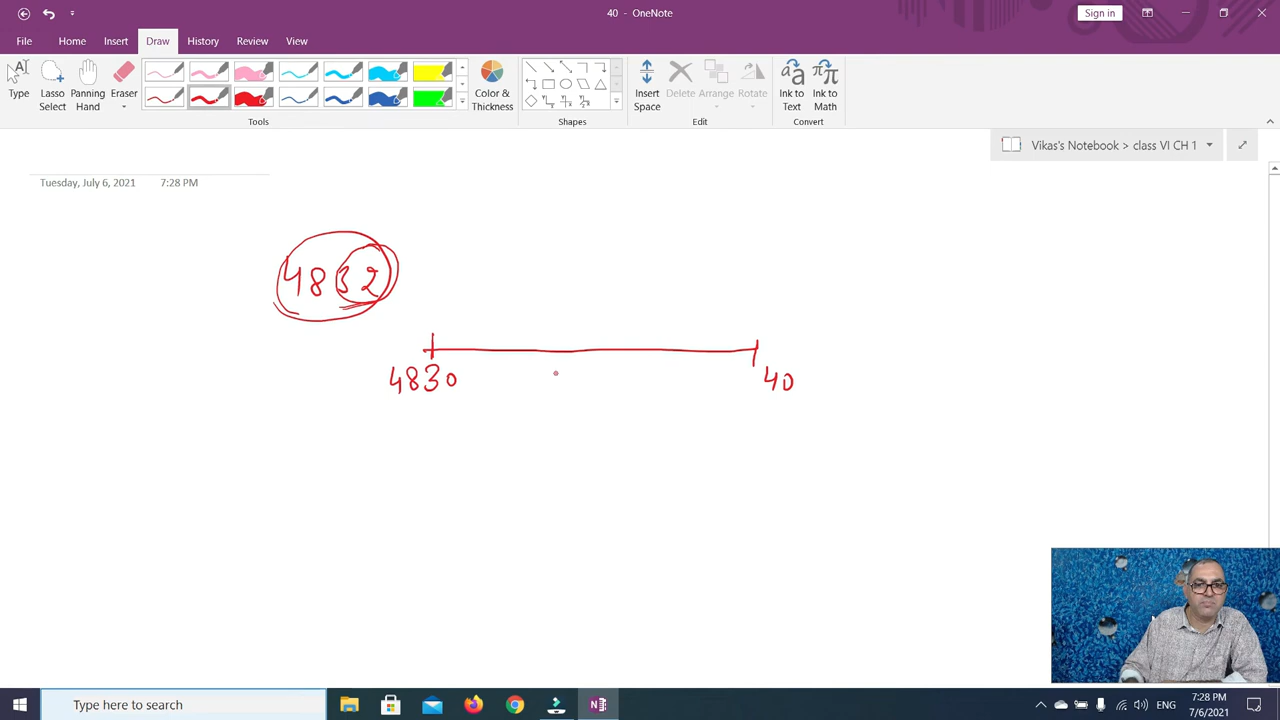 40 - OneNote
Sign in
File Home Insert Draw History Review View
Type Lasso Select Panning Hand Eraser Color & Thickness Insert Space Delete Arrange Rotate Ink to Text Ink to Math
Tools Shapes Edit Convert
Vikas's Notebook > class VI CH 1
Tuesday, July 6, 2021 7:28 PM
4832
4830 40
Type here to search
ENG
7:28 PM
7/6/2021